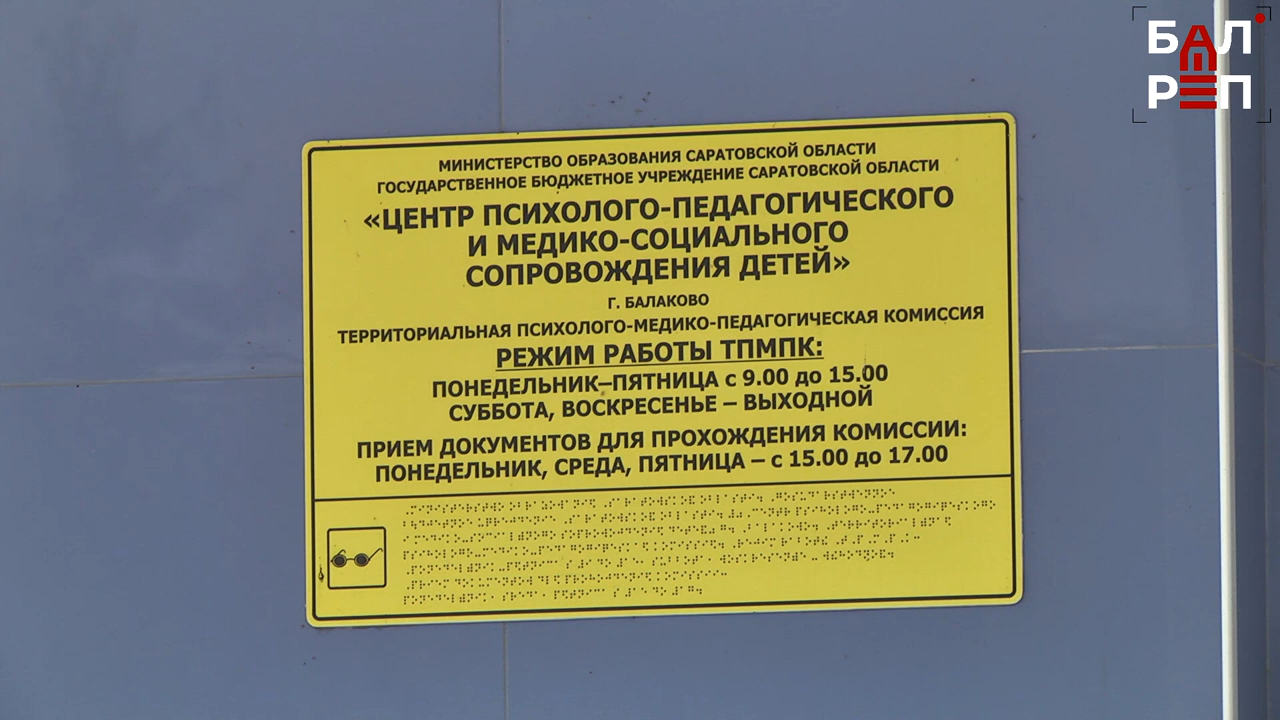 БАЛ
РЕП
МИНИСТЕРСТВО ОБРАЗОВАНИЯ САРАТОВСКОЙ ОБЛАСТИ
ГОСУДАРСТВЕННОЕ БЮДЖЕТНОЕ УЧРЕЖДЕНИЕ САРАТОВСКОЙ ОБЛАСТИ
«ЦЕНТР ПСИХОЛОГО-ПЕДАГОГИЧЕСКОГО
И МЕДИКО-СОЦИАЛЬНОГО
СОПРОВОЖДЕНИЯ ДЕТЕЙ»
Г. БАЛАКОВО
ТЕРРИТОРИАЛЬНАЯ ПСИХОЛОГО-МЕДИКО-ПЕДАГОГИЧЕСКАЯ КОМИССИЯ
РЕЖИМ РАБОТЫ ТПМПК:
ПОНЕДЕЛЬНИК–ПЯТНИЦА с 9.00 до 15.00
СУББОТА, ВОСКРЕСЕНЬЕ – ВЫХОДНОЙ
ПРИЕМ ДОКУМЕНТОВ ДЛЯ ПРОХОЖДЕНИЯ КОМИССИИ:
ПОНЕДЕЛЬНИК, СРЕДА, ПЯТНИЦА – с 15.00 до 17.00